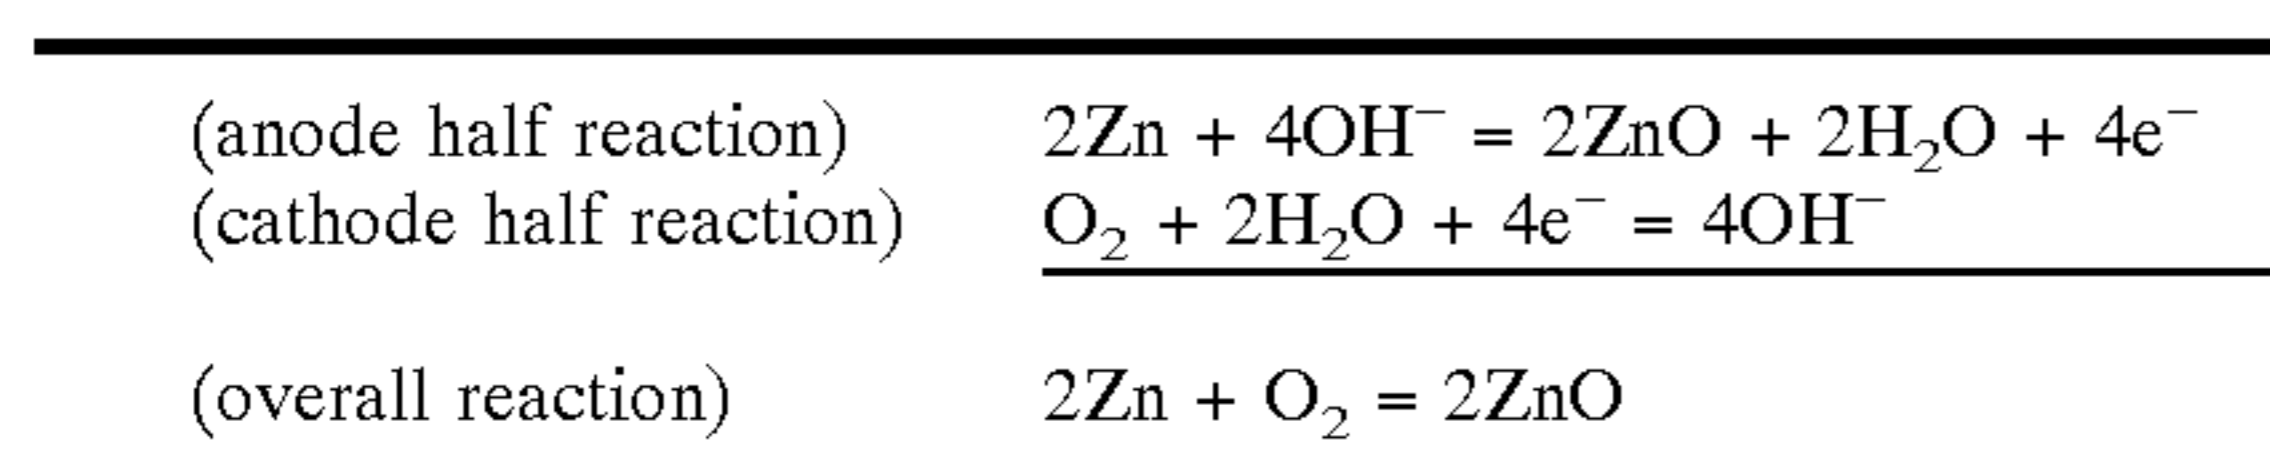 (anode half reaction) 2Zn + 4OH⁻ = 2ZnO + 2H₂O + 4e⁻
(cathode half reaction) O₂ + 2H₂O + 4e⁻ = 4OH⁻
(overall reaction) 2Zn + O₂ = 2ZnO